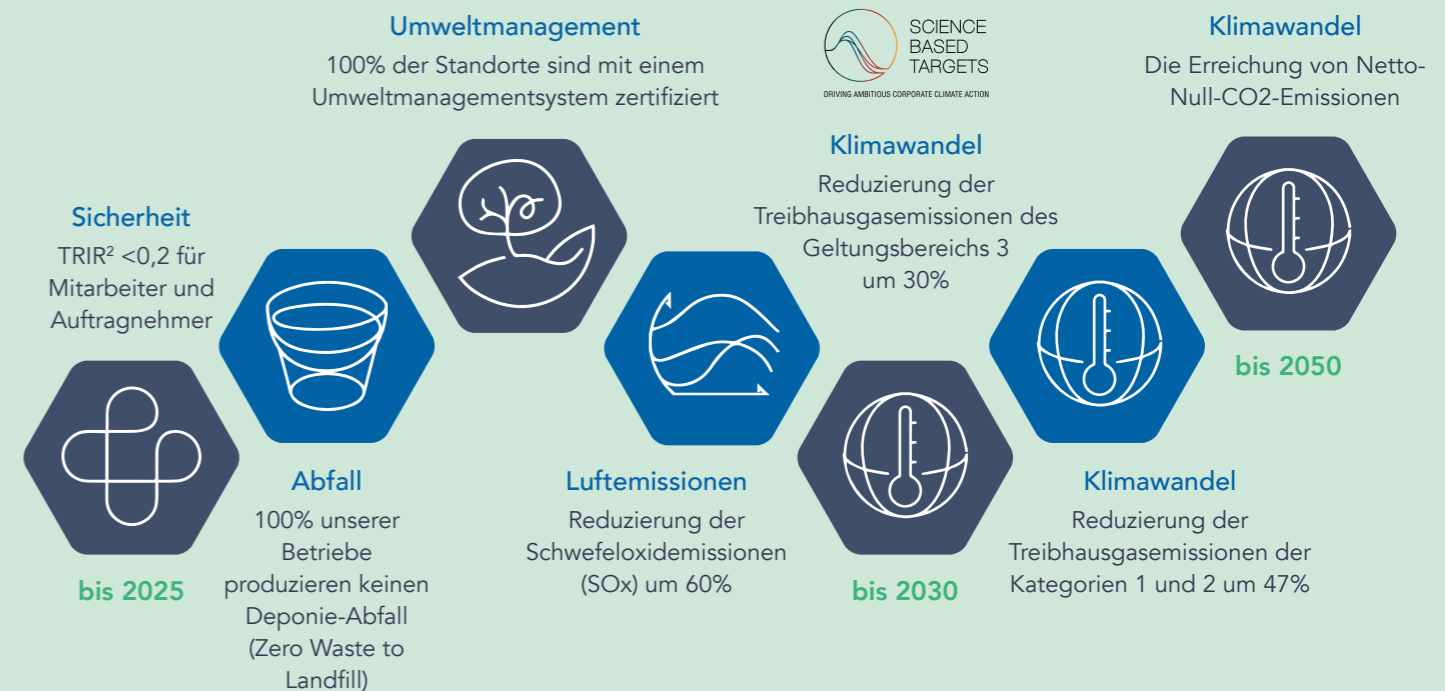 Sicherheit
TRIR² <0,2 für
Mitarbeiter und
Auftragnehmer
bis 2025
Abfall
100% unserer
Betriebe
produzieren keinen
Deponie-Abfall
(Zero Waste to
Landfill)
Umweltmanagement
100% der Standorte sind mit einem
Umweltmanagementsystem zertifiziert
Luftemissionen
Reduzierung der
Schwefeloxidemissionen
(SOx) um 60%
SCIENCE
BASED
TARGETS
DRIVING AMBITIOUS CORPORATE CLIMATE ACTION
Klimawandel
Reduzierung der
Treibhausgasemissionen des
Geltungsbereichs 3
um 30%
bis 2030
Klimawandel
Reduzierung der
Treibhausgasemissionen der
Kategorien 1 und 2 um 47%
Klimawandel
Die Erreichung von Netto-
Null-CO2-Emissionen
bis 2050